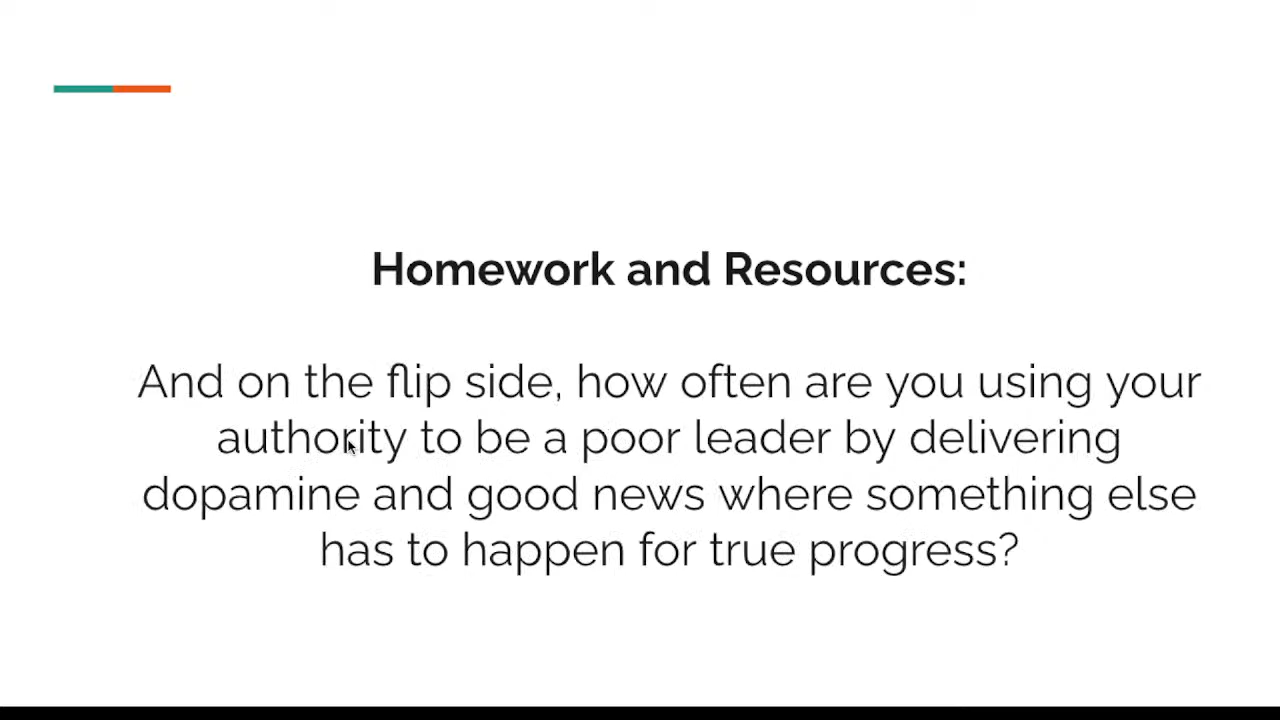 Homework and Resources:
And on the flip side, how often are you using your
authority to be a poor leader by delivering
dopamine and good news where something else
has to happen for true progress?